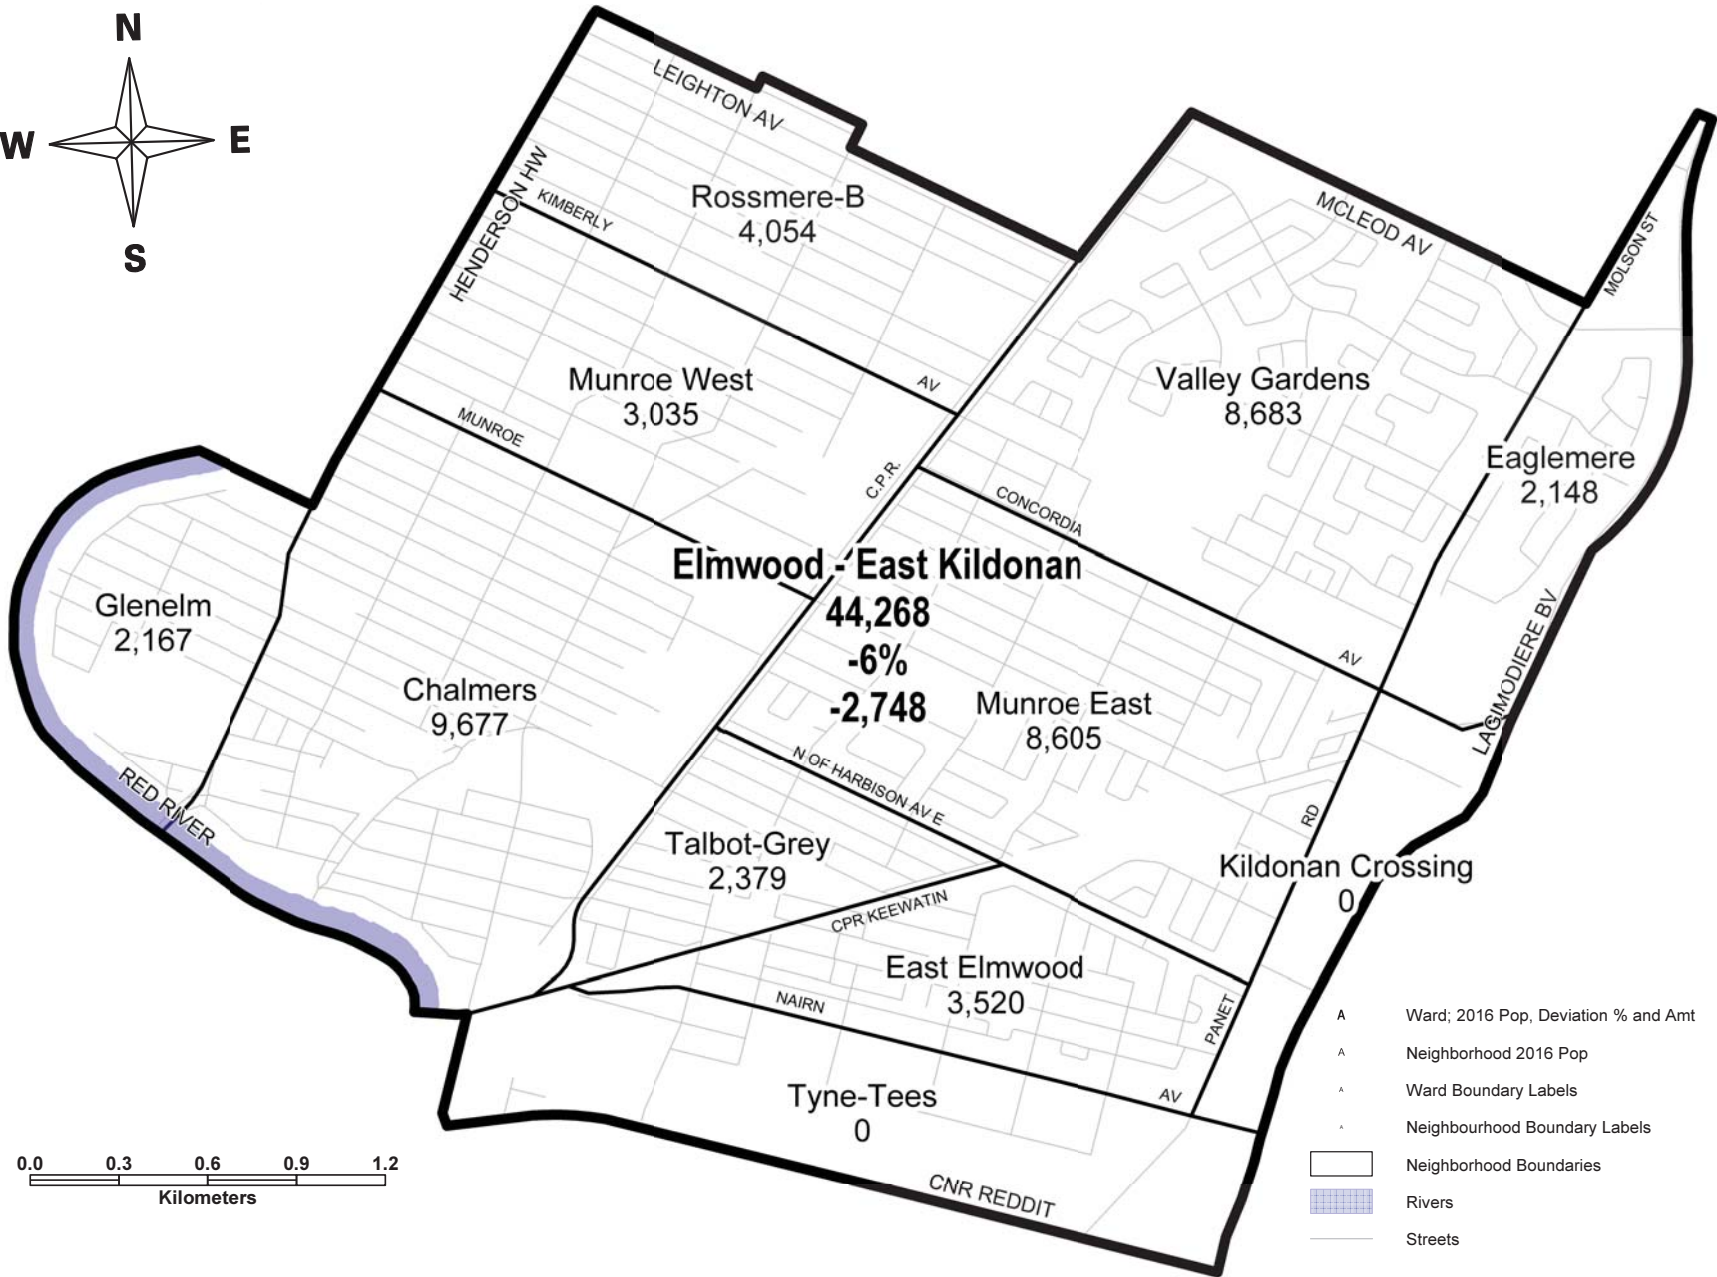 N
W
E
S
LEIGHTON AV
HENDERSON HW
KIMBERLY
AV
Rossmere-B
4,054
MCLEOD AV
MOLSON ST
Munroe West
3,035
MUNROE
Valley Gardens
8,683
Eaglemere
2,148
C.P.R.
CONCORDIA
AV
Elmwood - East Kildonan
44,268
-6%
-2,748
Glenelm
2,167
LAGIMODIERE BV
Chalmers
9,677
Munroe East
8,605
RED RIVER
N OF HARBISON AV E
RD
Talbot-Grey
2,379
Kildonan Crossing
0
CPR KEEWATIN
East Elmwood
3,520
NAIRN
PANET
AV
Tyne-Tees
0
CNR REDDIT
0.0 0.3 0.6 0.9 1.2
Kilometers
A Ward; 2016 Pop, Deviation % and Amt
A Neighborhood 2016 Pop
A Ward Boundary Labels
A Neighbourhood Boundary Labels
Neighborhood Boundaries
Rivers
Streets